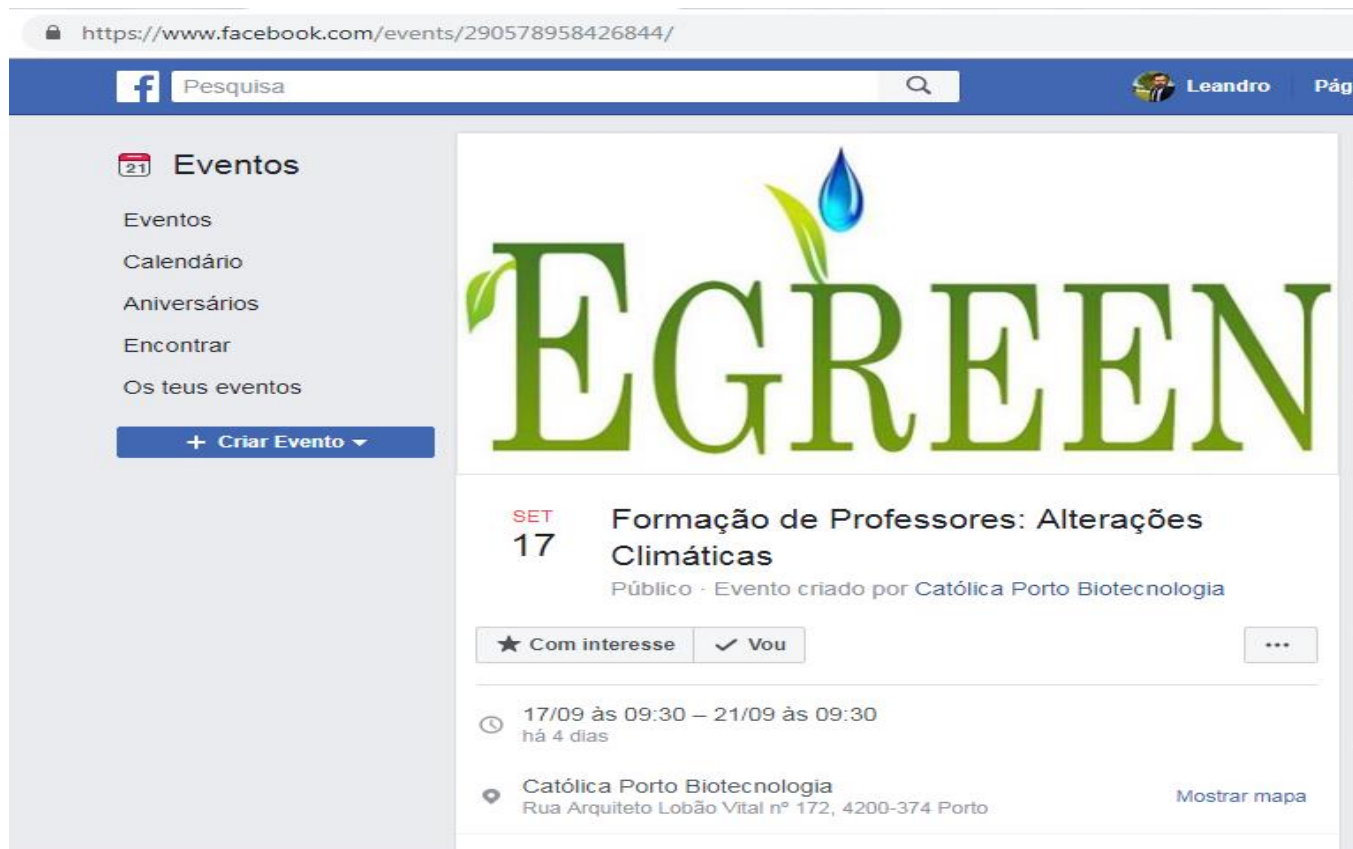 https://www.facebook.com/events/290578958426844/
f
Pesquisa
Leandro
Pág
21
Eventos
Eventos
Calendário
Aniversários
Encontrar
Os teus eventos
+ Criar Evento
EGREEN
SET
17
Formação de Professores: Alterações
Climáticas
Público · Evento criado por Católica Porto Biotecnologia
Com interesse
Vou
...
17/09 às 09:30 – 21/09 às 09:30
há 4 dias
Católica Porto Biotecnologia
Rua Arquiteto Lobão Vital nº 172, 4200-374 Porto
Mostrar mapa